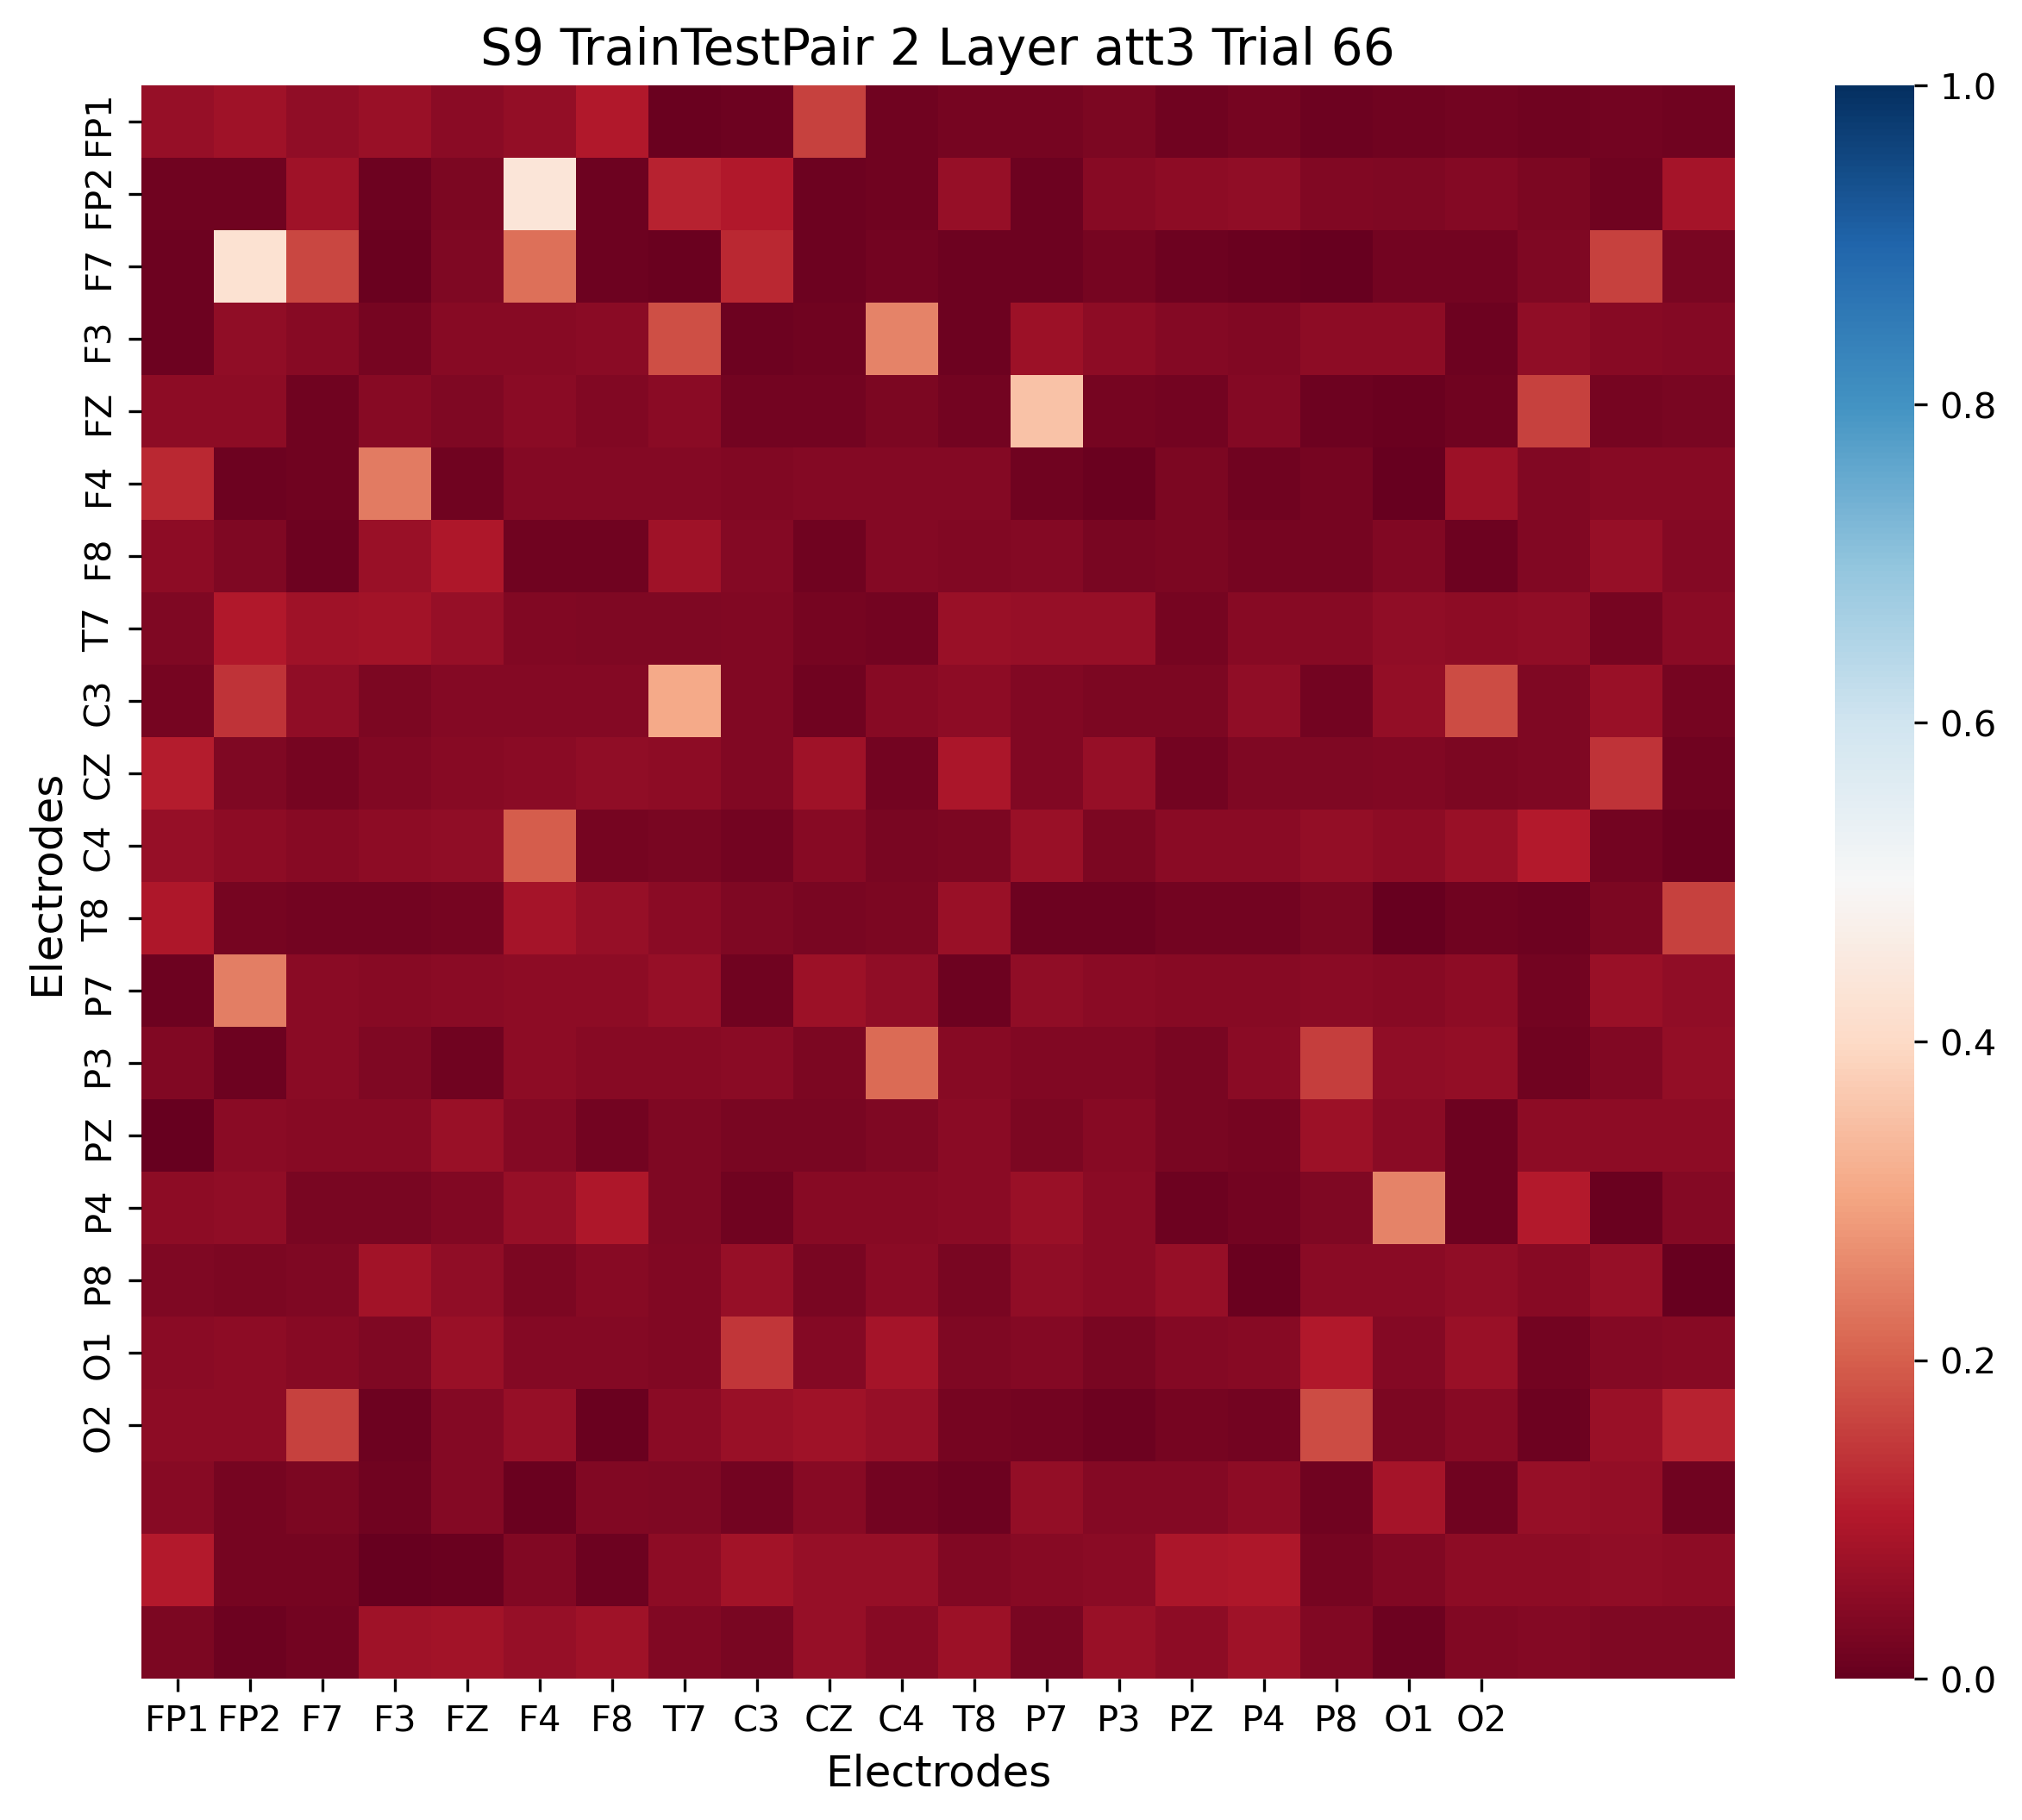 S9 TrainTestPair 2 Layer att3 Trial 66
Electrodes
FP1
FP2
F7
F3
FZ
F4
F8
T7
C3
CZ
C4
T8
P7
P3
PZ
P4
P8
O1
O2
FP1 FP2 F7 F3 FZ F4 F8 T7 C3 CZ C4 T8 P7 P3 PZ P4 P8 O1 O2
Electrodes
1.0
0.8
0.6
0.4
0.2
0.0